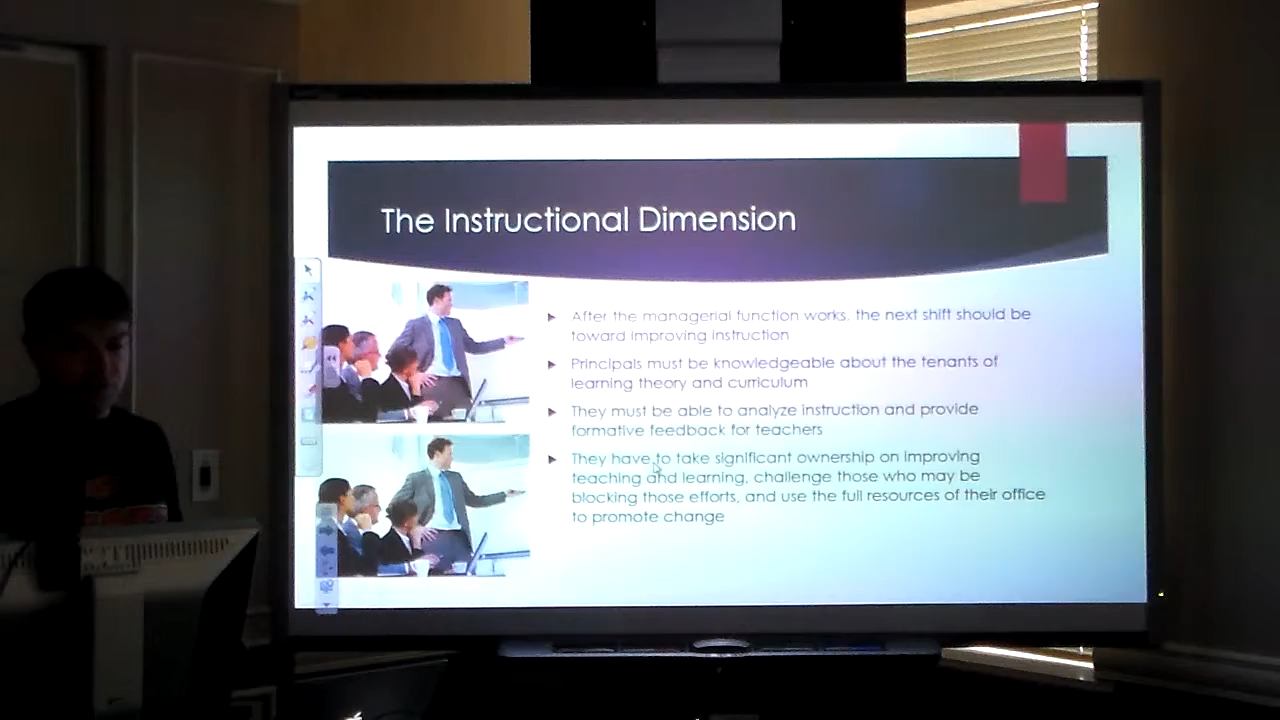 The Instructional Dimension
After the managerial function works, the next shift should be
toward improving instruction
Principals must be knowledgeable about the tenants of
learning theory and curriculum
They must be able to analyze instruction and provide
formative feedback for teachers
They have to take significant ownership on improving
teaching and learning, challenge those who may be
blocking those efforts, and use the full resources of their office
to promote change